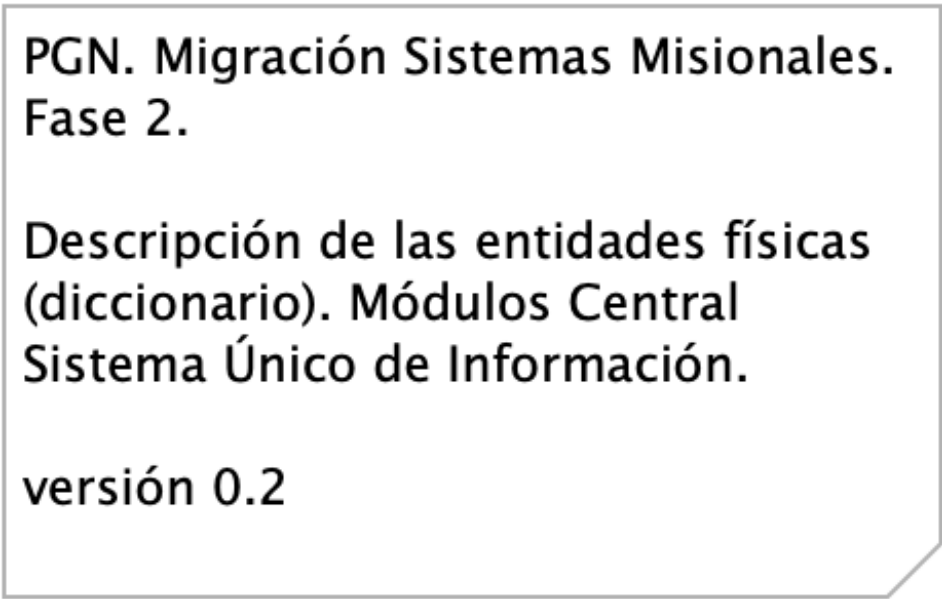 PGN. Migración Sistemas Misionales.
Fase 2.
Descripción de las entidades físicas
(diccionario). Módulos Central
Sistema Único de Información.
versión 0.2